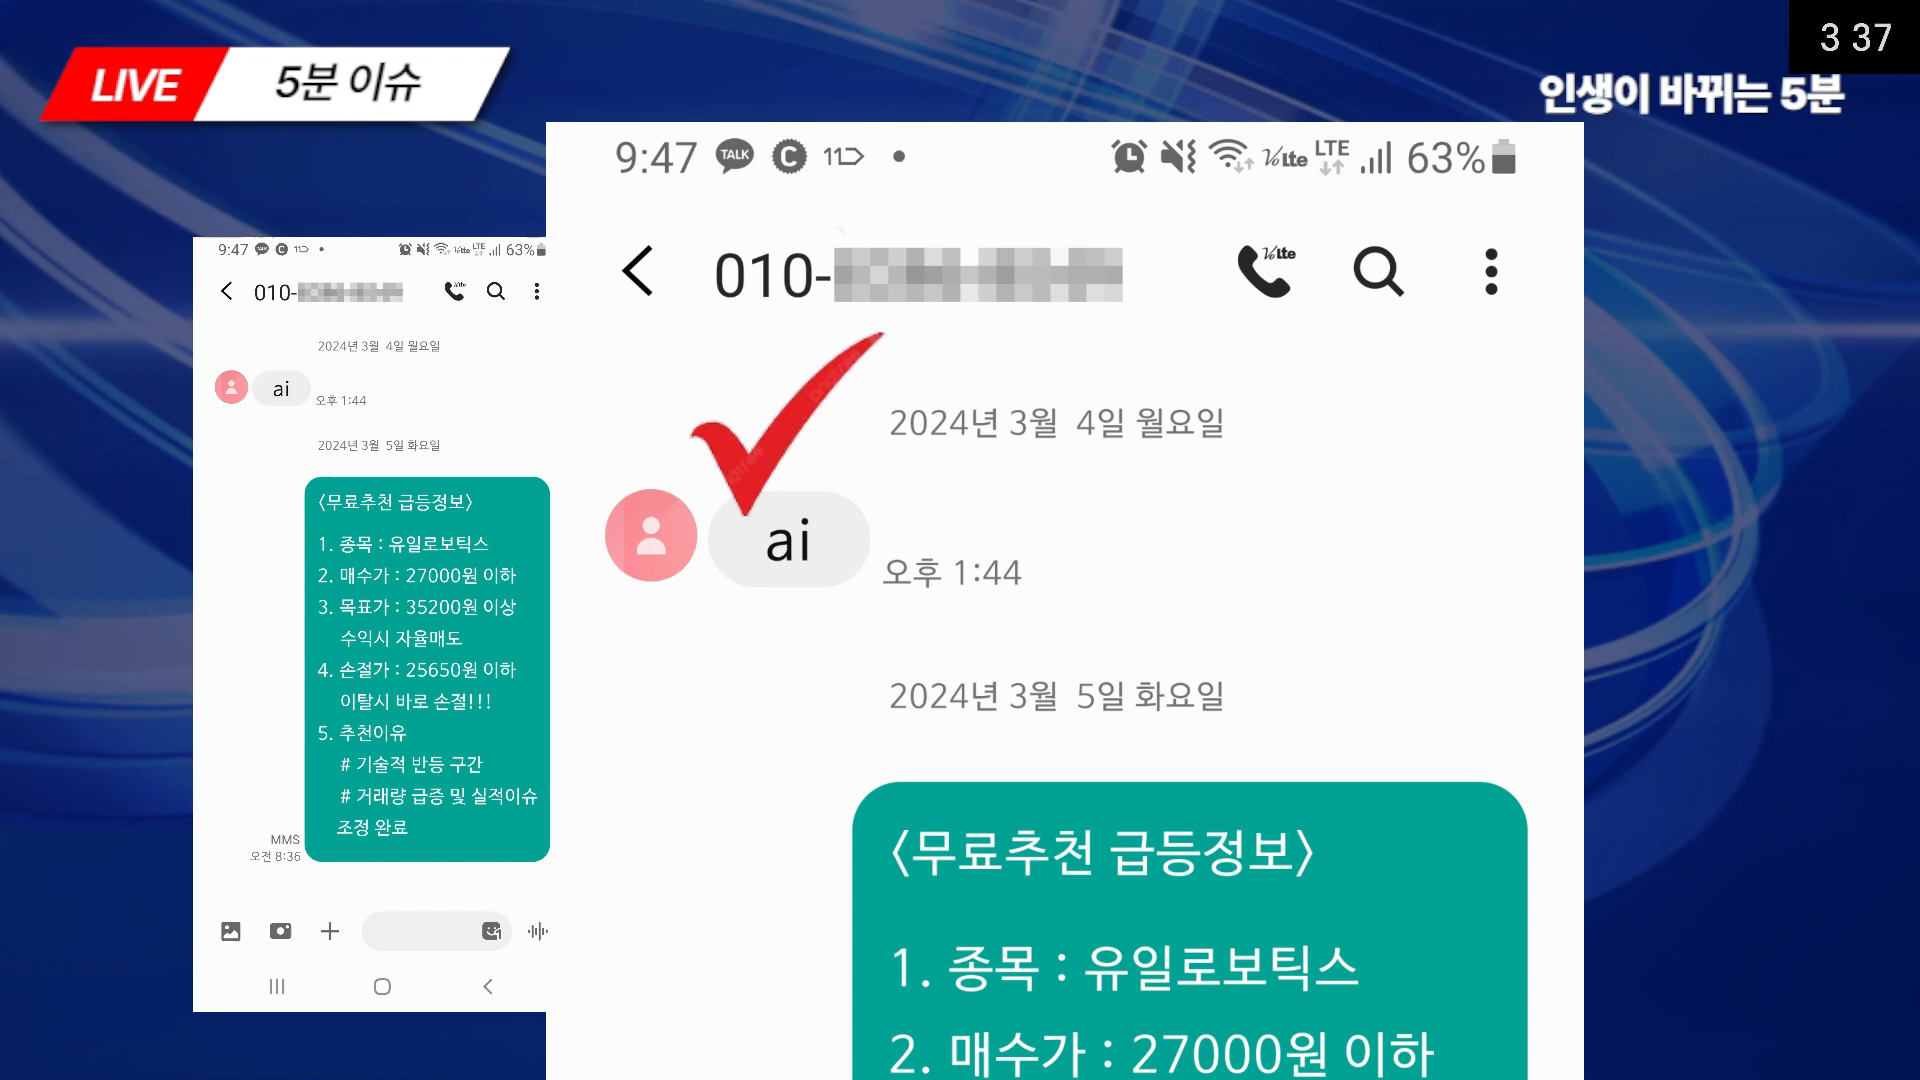 LIVE
5분 이슈
3 37
인생이 바뀌는 5분
9:47 TALK C 11 LTE 63%
010-
2024년 3월 4일 월요일
ai
오후 1:44
2024년 3월 5일 화요일
〈무료추천 급등정보〉
1. 종목 : 유일로보틱스
2. 매수가 : 27000원 이하
3. 목표가 : 35200원 이상
수익시 자율매도
4. 손절가 : 25650원 이하
이탈시 바로 손절!!!
5. 추천이유
# 기술적 반등 구간
# 거래량 급증 및 실적이슈
조정 완료
MMS
오전 8:36
9:47 TALK C 11 VoLTE LTE 63%
010-
VoLTE
2024년 3월 4일 월요일
ai
오후 1:44
2024년 3월 5일 화요일
〈무료추천 급등정보〉
1. 종목 : 유일로보틱스
2. 매수가 : 27000원 이하